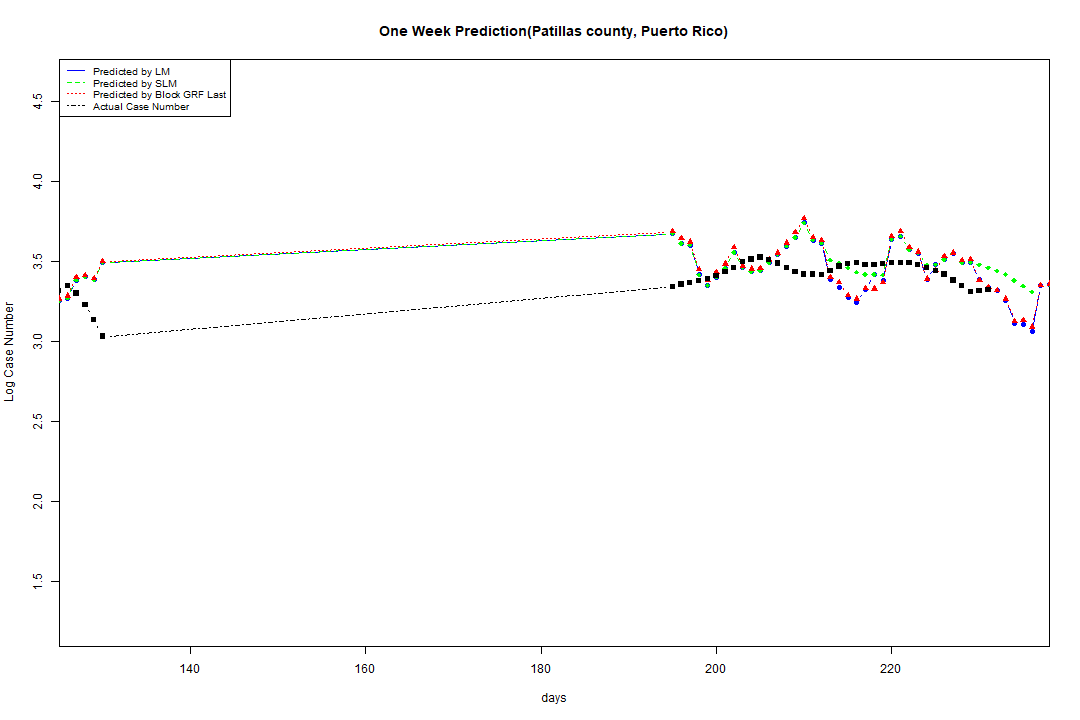 One Week Prediction(Patillas county, Puerto Rico)
Predicted by LM
Predicted by SLM
Predicted by Block GRF Last
Actual Case Number
Log Case Number
4.5
4.0
3.5
3.0
2.5
2.0
1.5
140 160 180 200 220
days